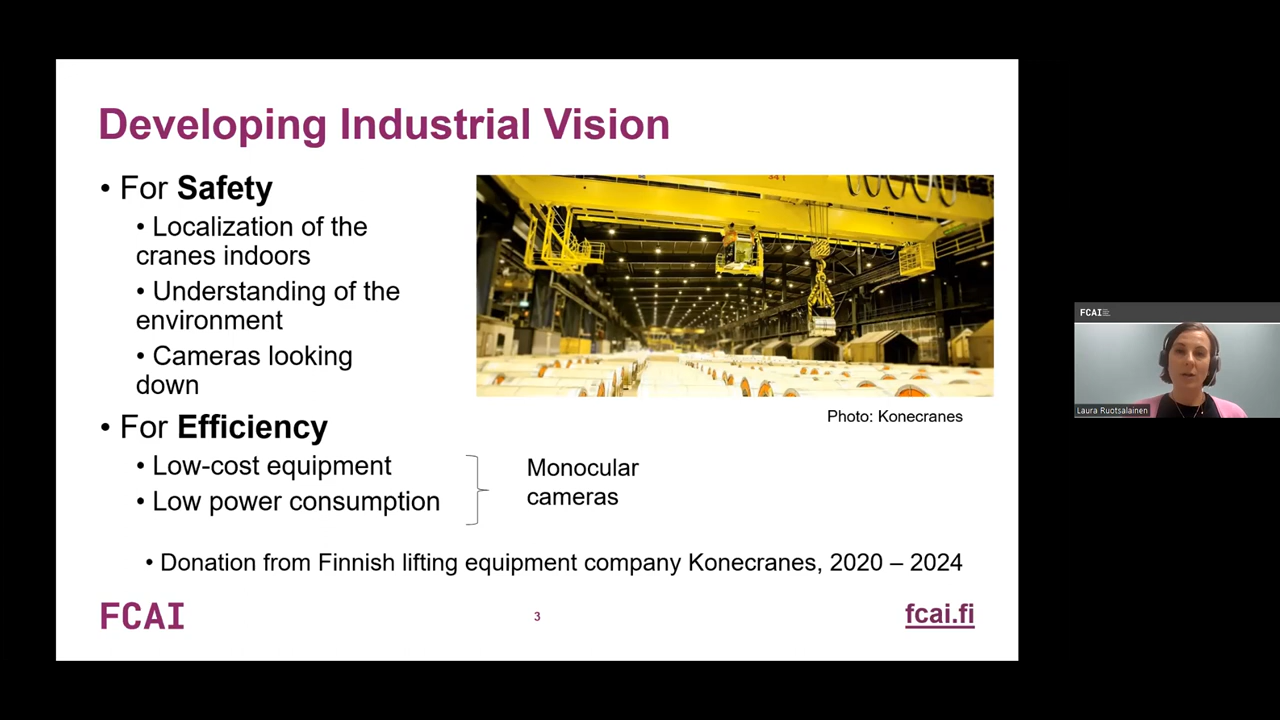 Developing Industrial Vision
• For Safety
• Localization of the
cranes indoors
• Understanding of the
environment
• Cameras looking
down
• For Efficiency
• Low-cost equipment
• Low power consumption
Monocular
cameras
Photo: Konecranes
• Donation from Finnish lifting equipment company Konecranes, 2020 – 2024
FCAI
3
fcai.fi
FCAI
Laura Ruotsalainen